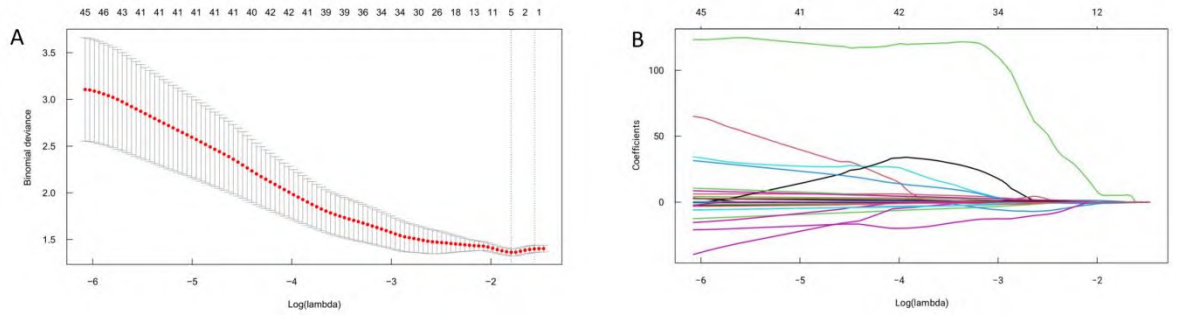 45 46 43 41 41 41 41 41 40 42 42 41 39 39 36 34 34 30 26 18 13 11 5 2 1
A
3.5
3.0
2.5
2.0
1.5
Binomial deviance
−6 −5 −4 −3 −2
Log(lambda)
45 41 42 34 12
B
100
50
0
Coefficients
−6 −5 −4 −3 −2
Log(lambda)